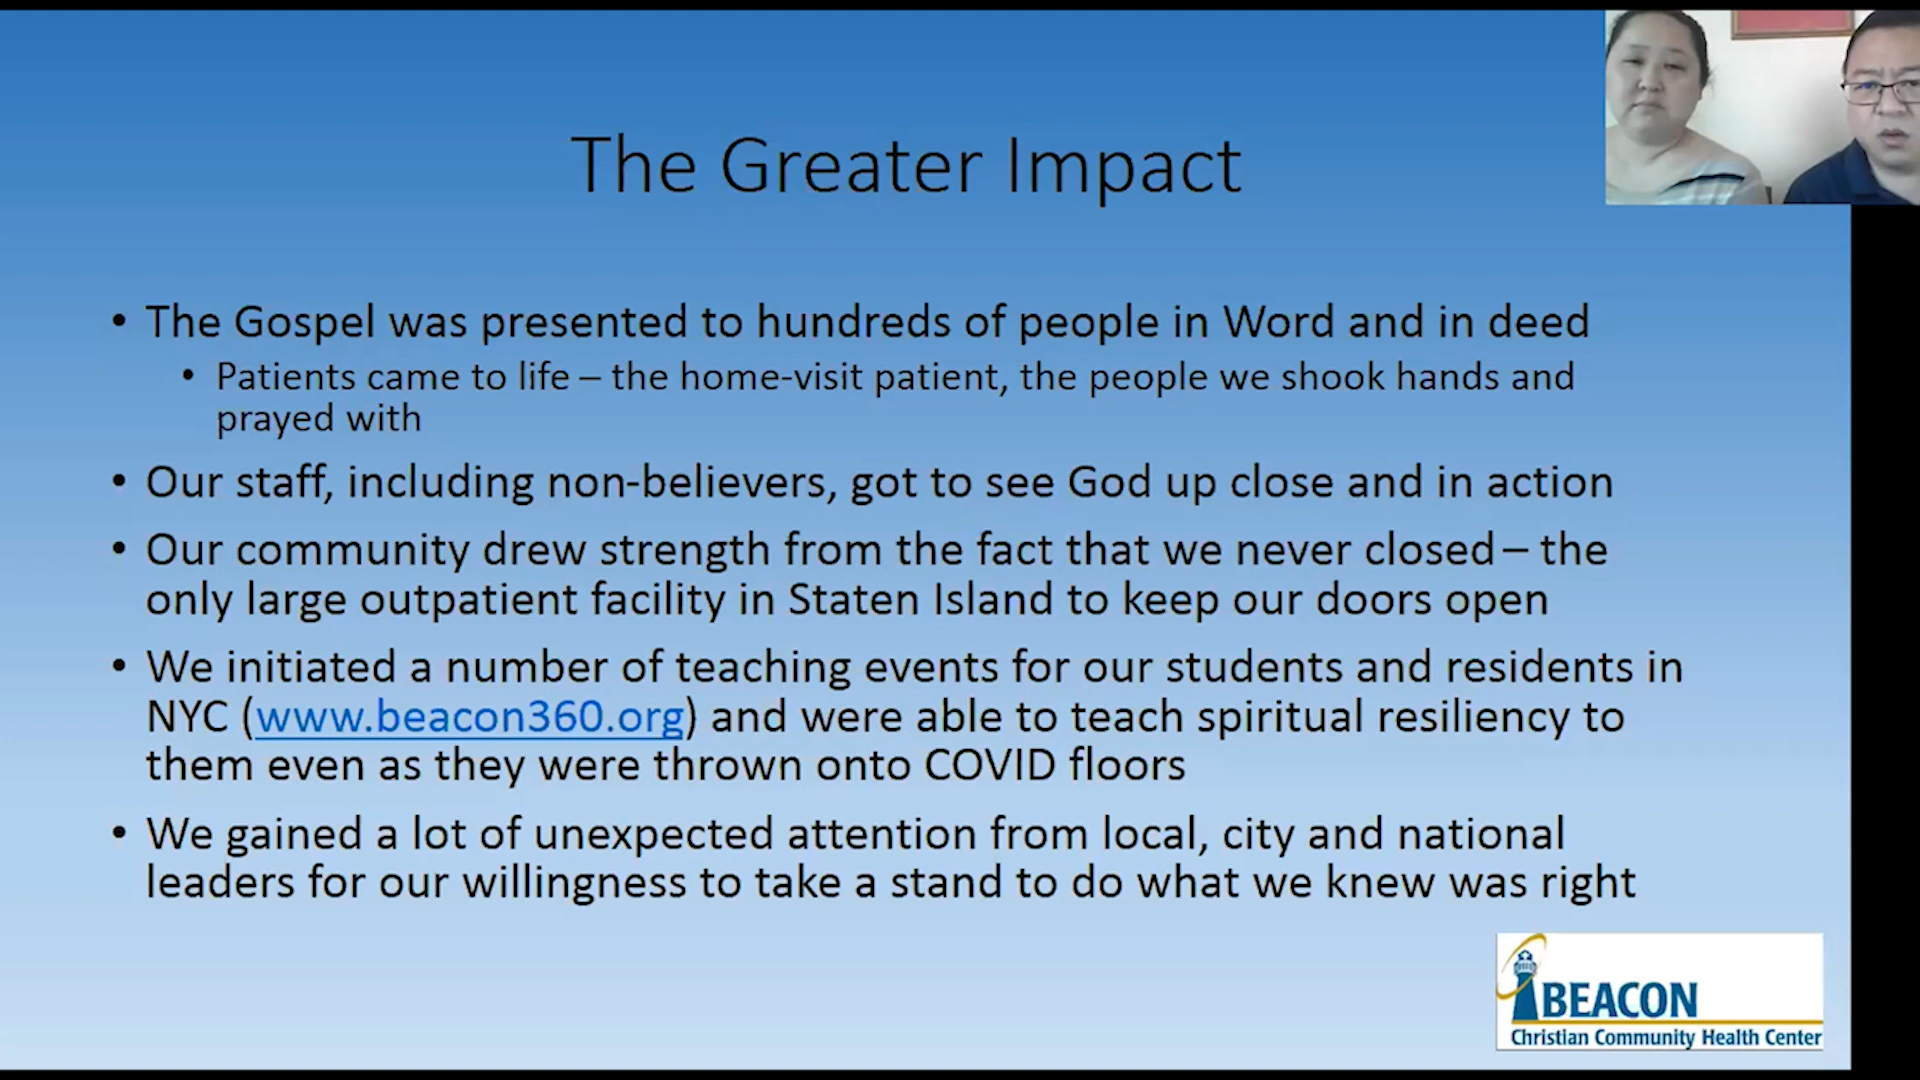 The Greater Impact
• The Gospel was presented to hundreds of people in Word and in deed
• Patients came to life – the home-visit patient, the people we shook hands and
prayed with
• Our staff, including non-believers, got to see God up close and in action
• Our community drew strength from the fact that we never closed – the
only large outpatient facility in Staten Island to keep our doors open
• We initiated a number of teaching events for our students and residents in
NYC (www.beacon360.org) and were able to teach spiritual resiliency to
them even as they were thrown onto COVID floors
• We gained a lot of unexpected attention from local, city and national
leaders for our willingness to take a stand to do what we knew was right
BEACON
Christian Community Health Center